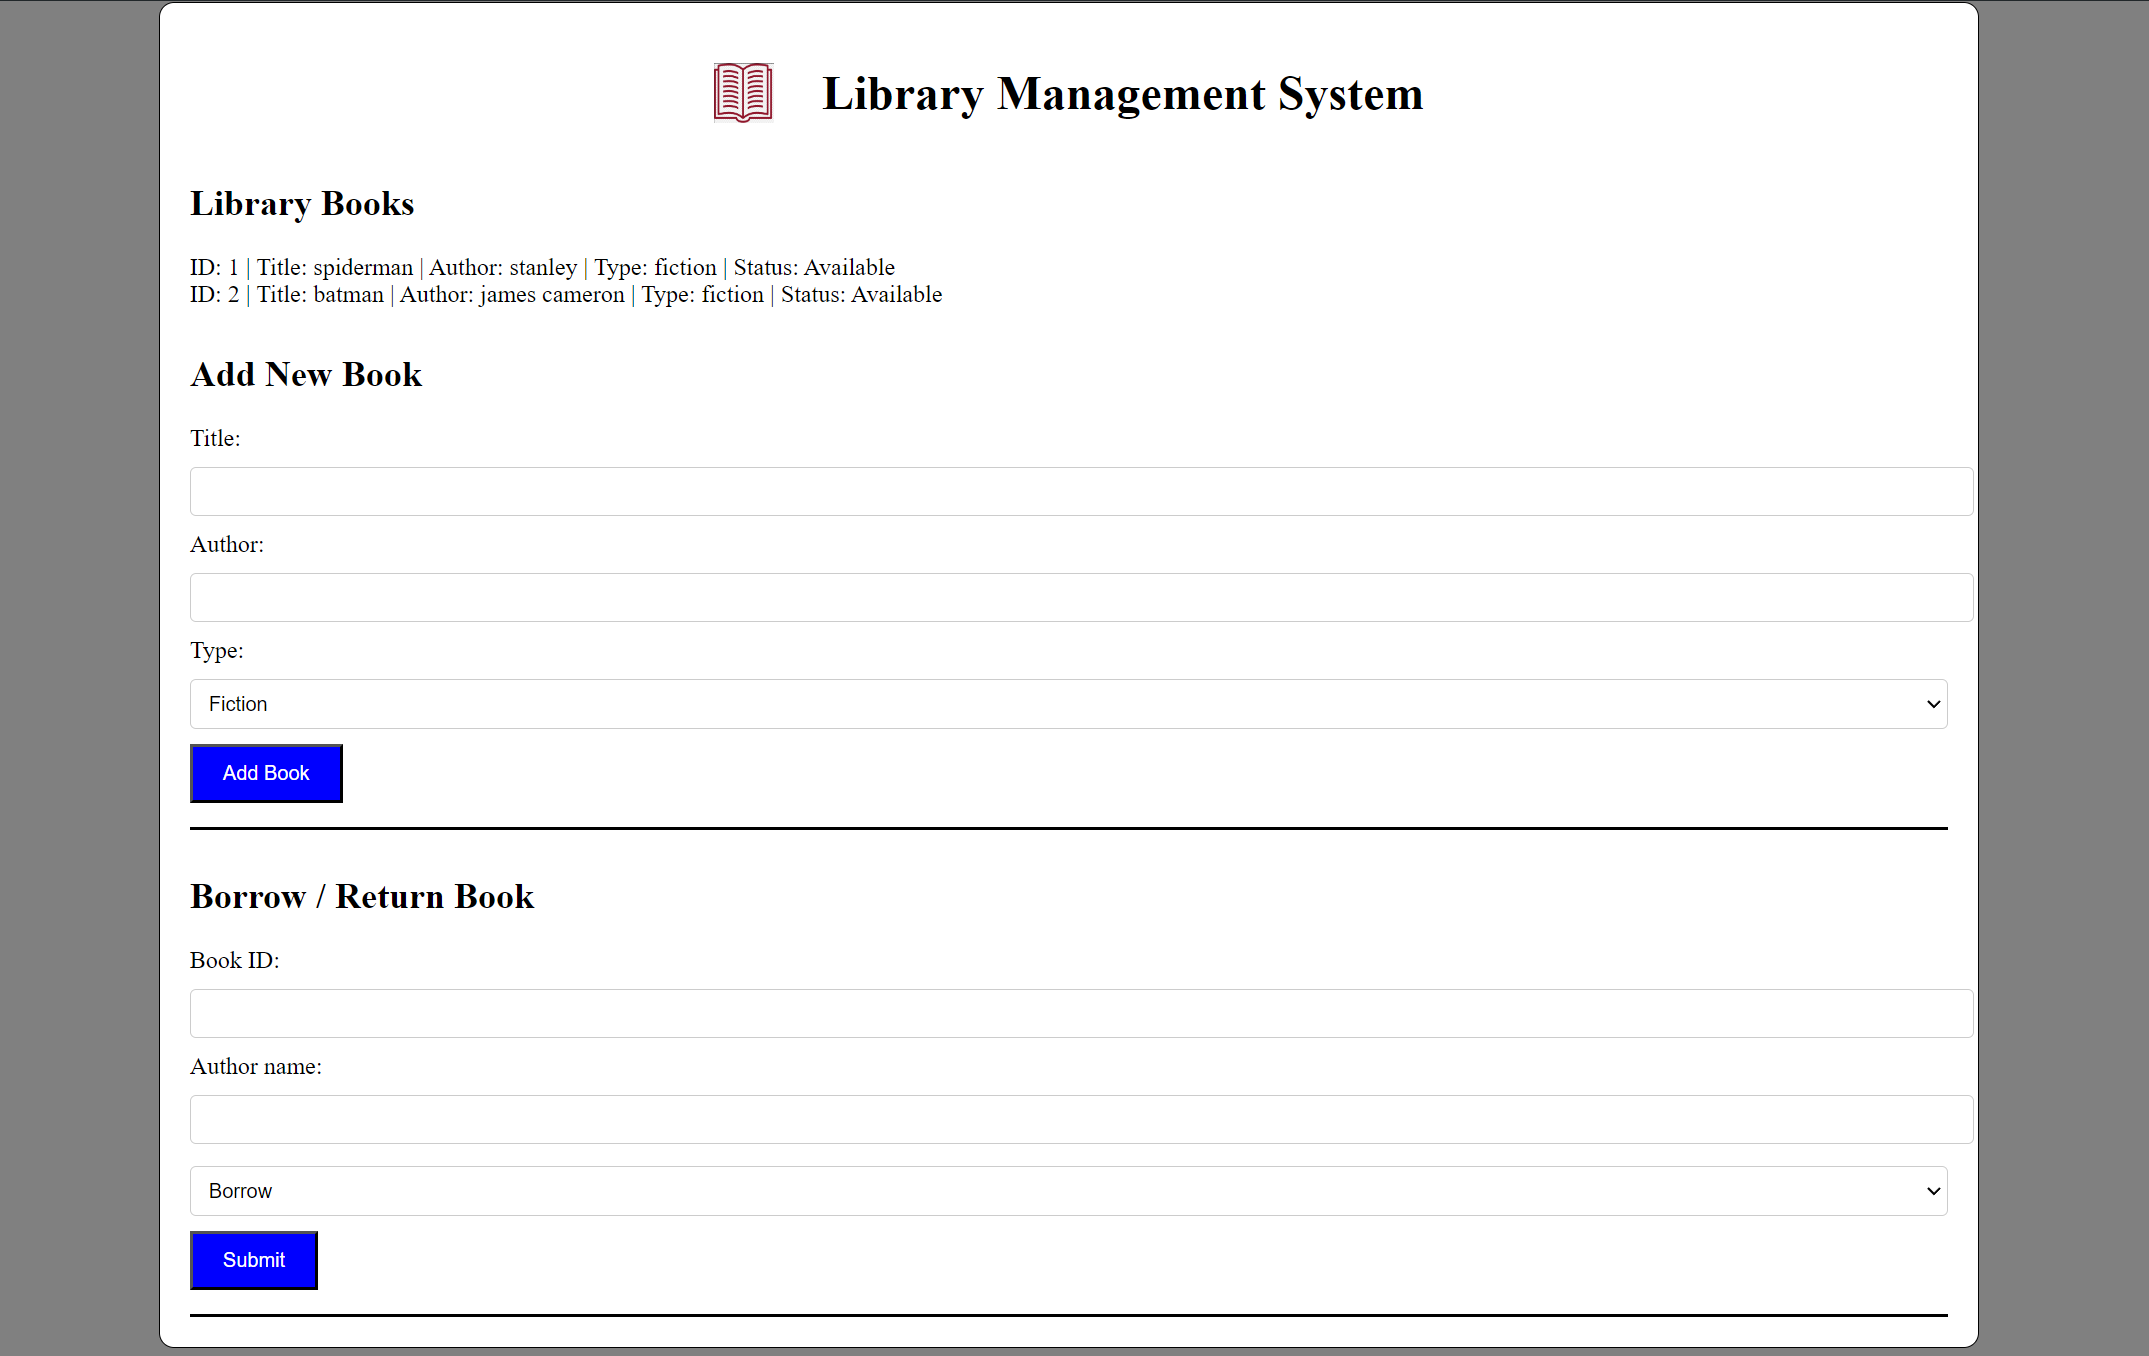 Library Management System
Library Books
ID: 1 | Title: spiderman | Author: stanley | Type: fiction | Status: Available
ID: 2 | Title: batman | Author: james cameron | Type: fiction | Status: Available
Add New Book
Title:
Author:
Type:
Fiction
Add Book
Borrow / Return Book
Book ID:
Author name:
Borrow
Submit